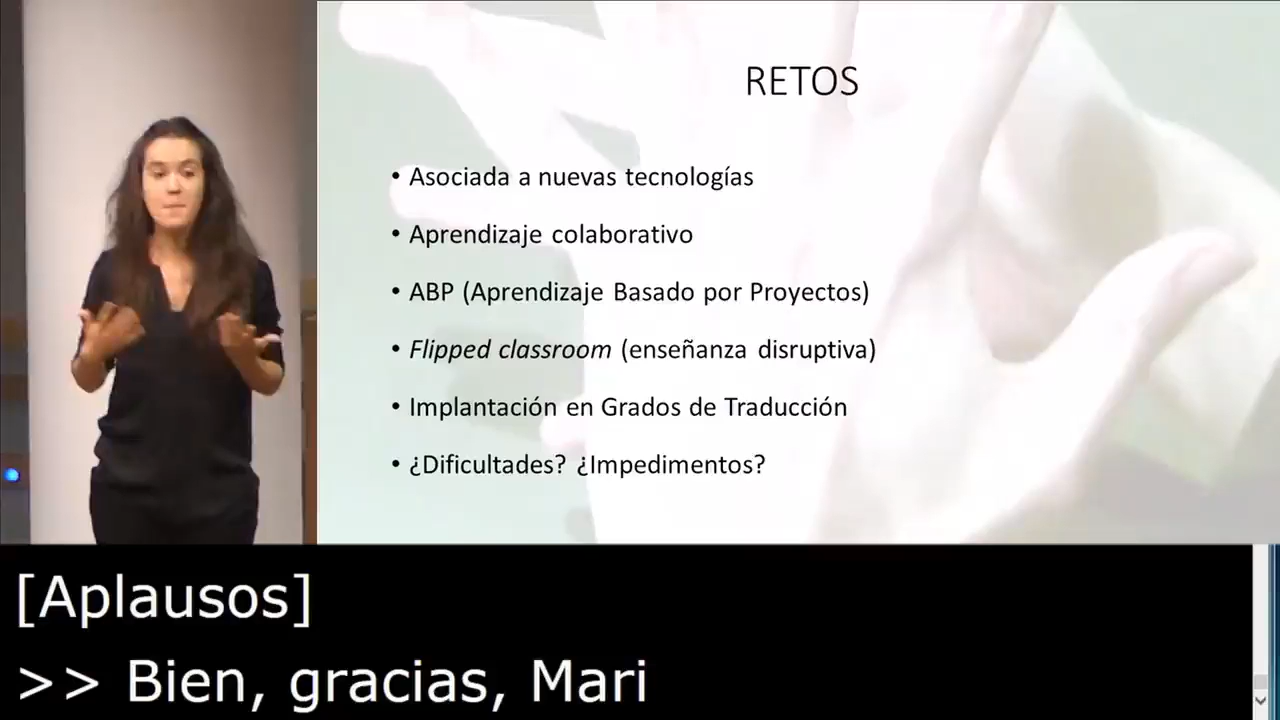 RETOS
• Asociada a nuevas tecnologías
• Aprendizaje colaborativo
• ABP (Aprendizaje Basado por Proyectos)
• Flipped classroom (enseñanza disruptiva)
• Implantación en Grados de Traducción
• ¿Dificultades? ¿Impedimentos?
[Aplausos]
>> Bien, gracias, Mari